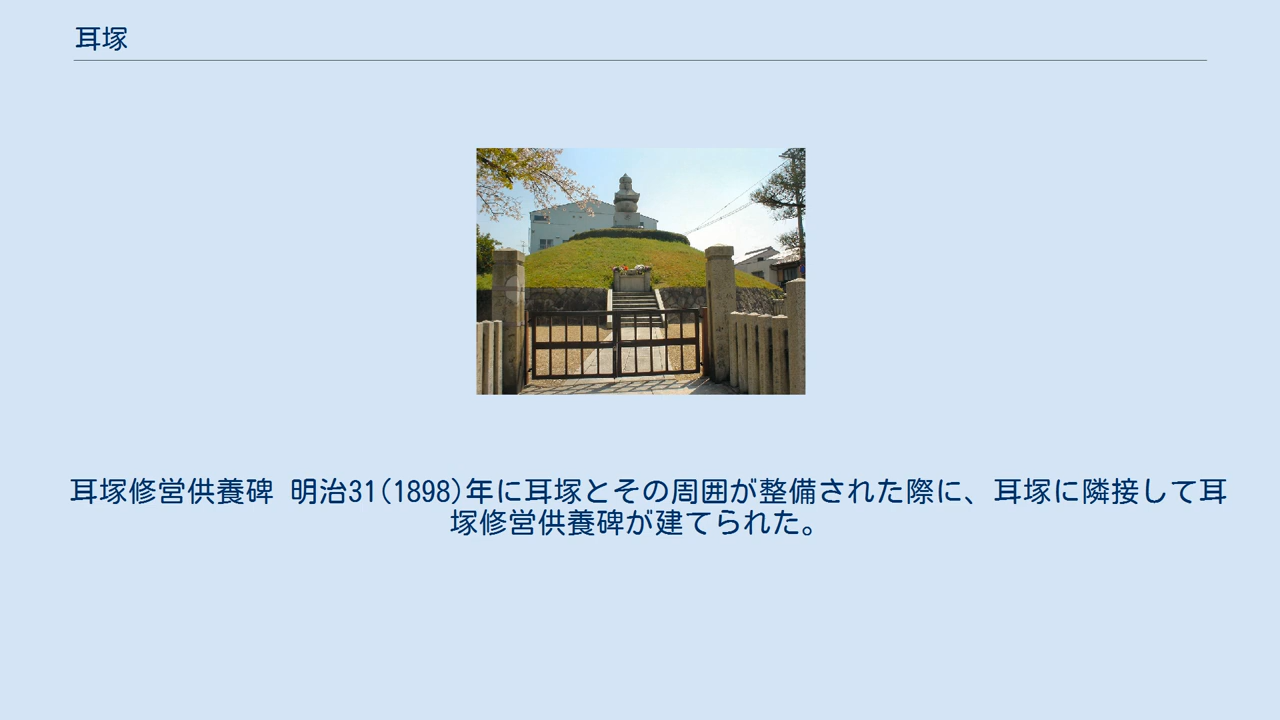 耳塚
耳塚修営供養碑 明治31(1898)年に耳塚とその周囲が整備された際に、耳塚に隣接して耳
塚修営供養碑が建てられた。